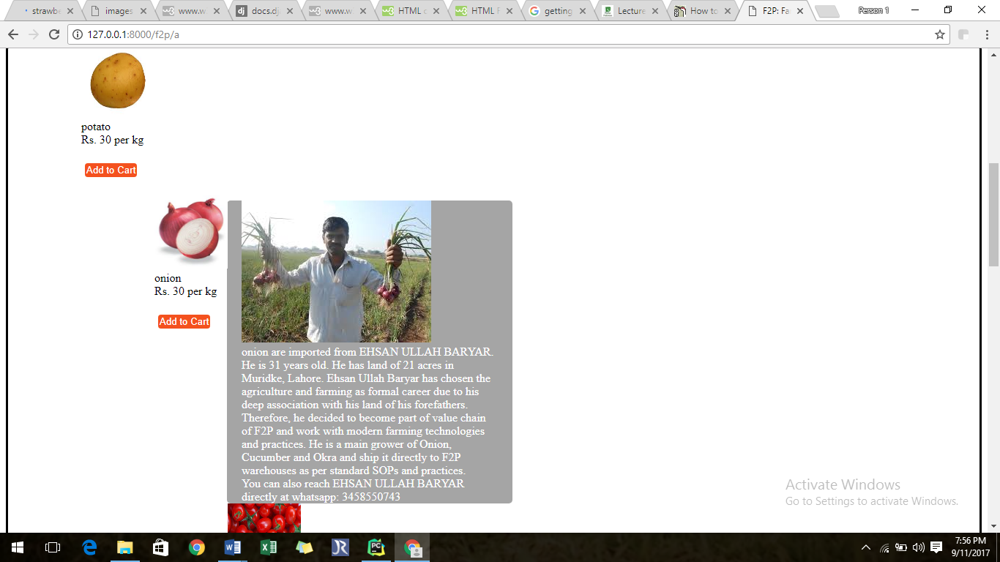 strawbe
images
www.w
docs.dj
www.w
HTML c
HTML F
getting
Lecture
How to
F2P: Fa
Person 1
127.0.0.1:8000/f2p/a
potato
Rs. 30 per kg
Add to Cart
onion
Rs. 30 per kg
Add to Cart
onion are imported from EHSAN ULLAH BARYAR.
He is 31 years old. He has land of 21 acres in
Muridke, Lahore. Ehsan Ullah Baryar has chosen the
agriculture and farming as formal career due to his
deep association with his land of his forefathers.
Therefore, he decided to become part of value chain
of F2P and work with modern farming technologies
and practices. He is a main grower of Onion,
Cucumber and Okra and ship it directly to F2P
warehouses as per standard SOPs and practices.
You can also reach EHSAN ULLAH BARYAR
directly at whatsapp: 3458550743
Activate Windows
Go to Settings to activate Windows.
7:56 PM
9/11/2017